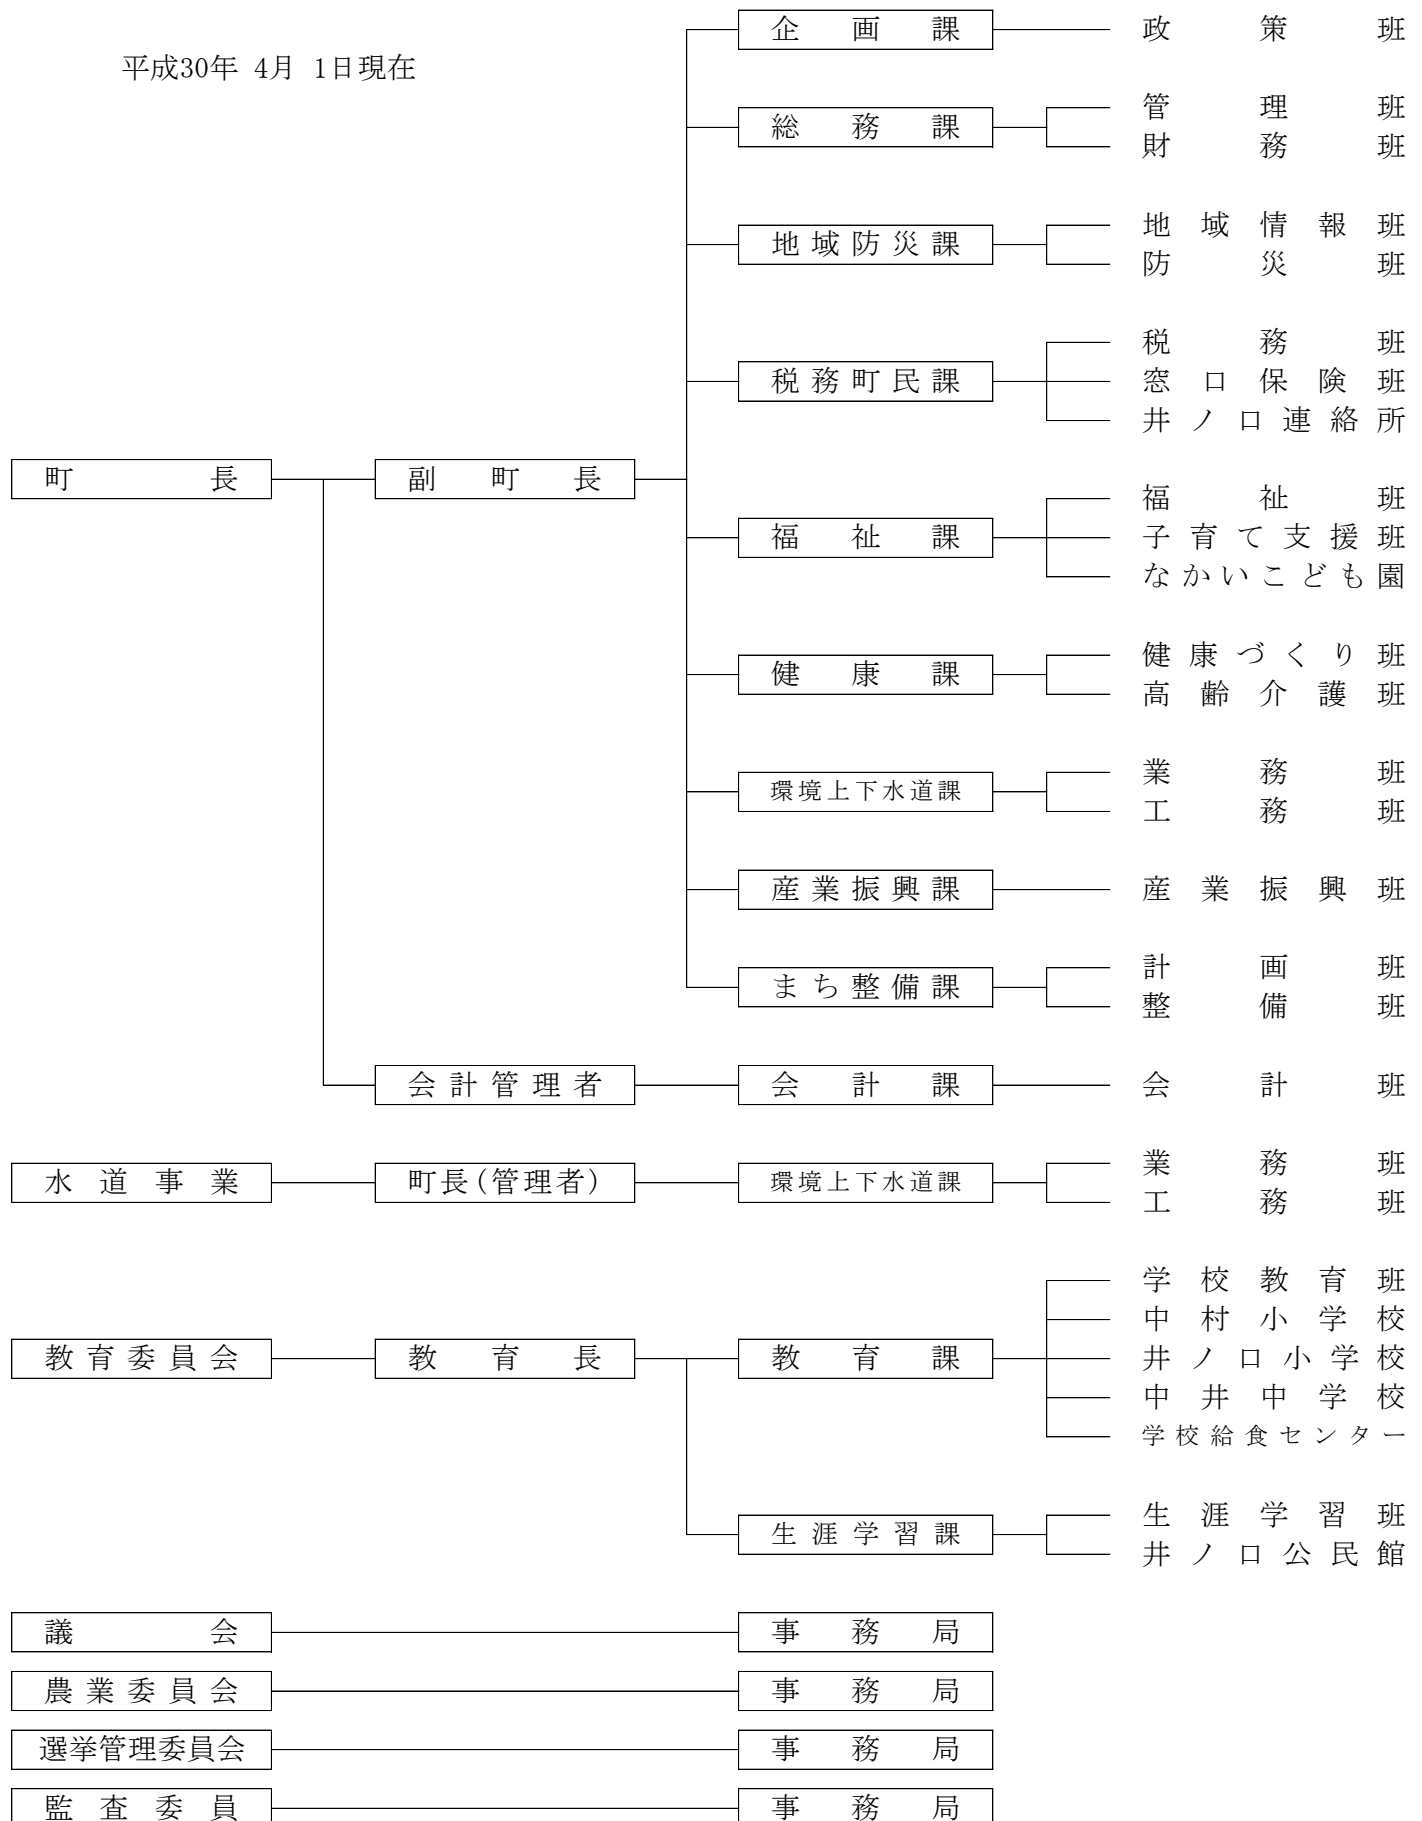 企画課 政策班
平成30年 4月 1日現在
管理班
総務課
財務班
地域情報班
地域防災課
防災班
税務班
税務町民課 窓口保険班
井ノ口連絡所
町長 副町長
福祉班
福祉課 子育て支援班
なかいこども園
健康づくり班
健康課
高齢介護班
業務班
環境上下水道課
工務班
産業振興課 産業振興班
計画班
まち整備課
整備班
会計管理者 会計課 会計班
業務班
水道事業 町長(管理者) 環境上下水道課
工務班
学校教育班
中村小学校
教育委員会 教育長 教育課 井ノ口小学校
中井中学校
学校給食センター
生涯学習班
生涯学習課
井ノ口公民館
議会 事務局
農業委員会 事務局
選挙管理委員会 事務局
監査委員 事務局